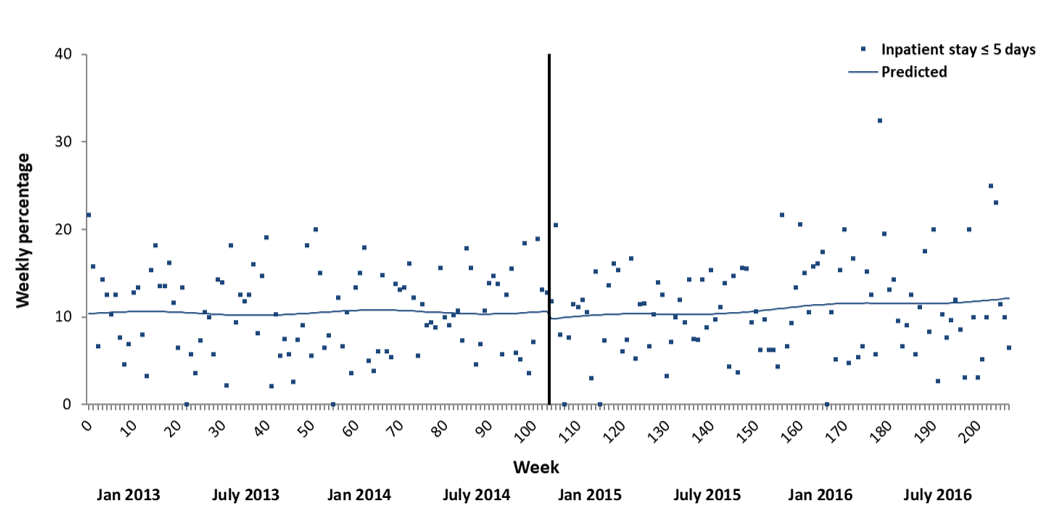 Inpatient stay ≤ 5 days
Predicted
Weekly percentage
40
30
20
10
0
0 10 20 30 40 50 60 70 80 90 100 110 120 130 140 150 160 170 180 190 200
Week
Jan 2013 July 2013 Jan 2014 July 2014 Jan 2015 July 2015 Jan 2016 July 2016